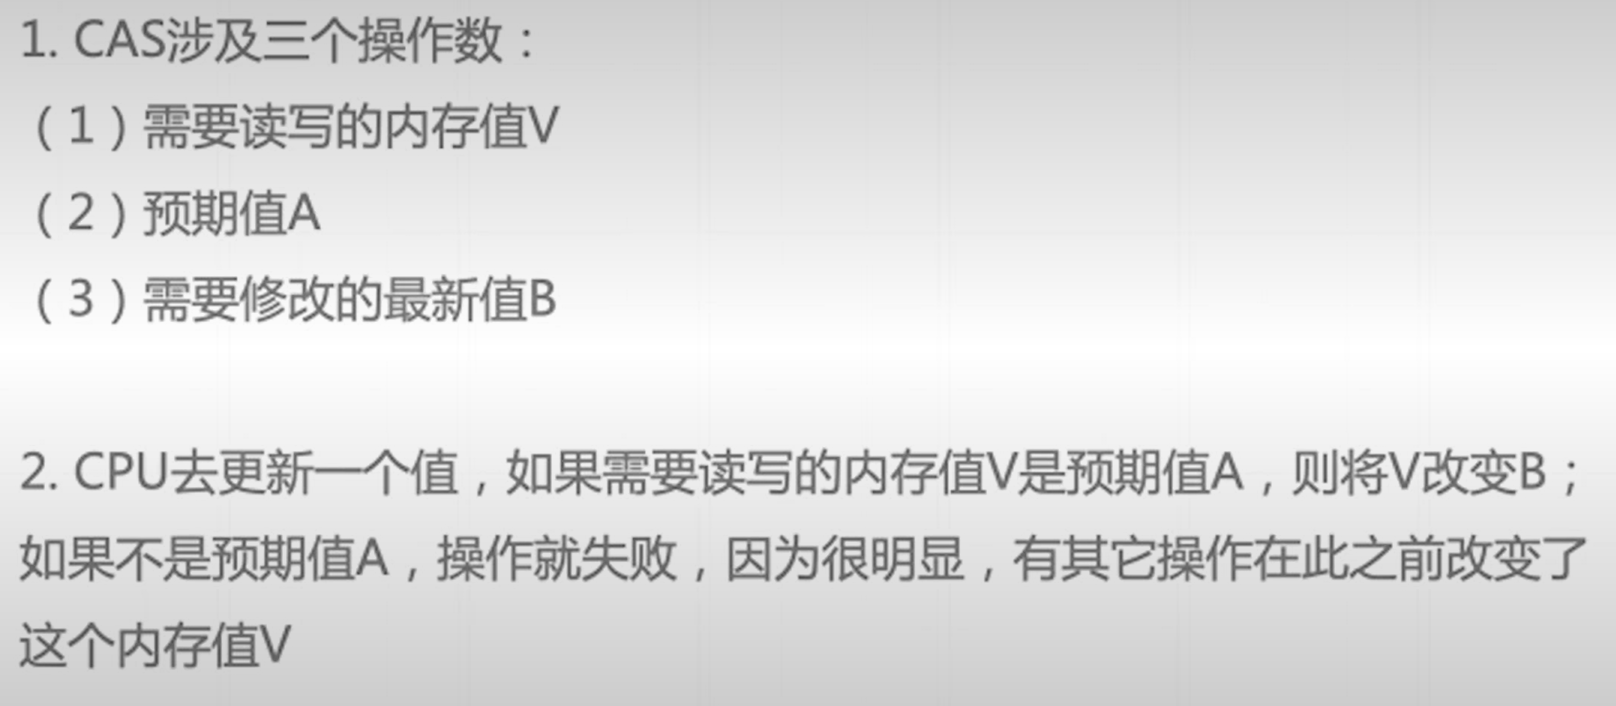 1. CAS涉及三个操作数：
（1）需要读写的内存值V
（2）预期值A
（3）需要修改的最新值B
2. CPU去更新一个值，如果需要读写的内存值V是预期值A，则将V改变B；
如果不是预期值A，操作就失败，因为很明显，有其它操作在此之前改变了
这个内存值V